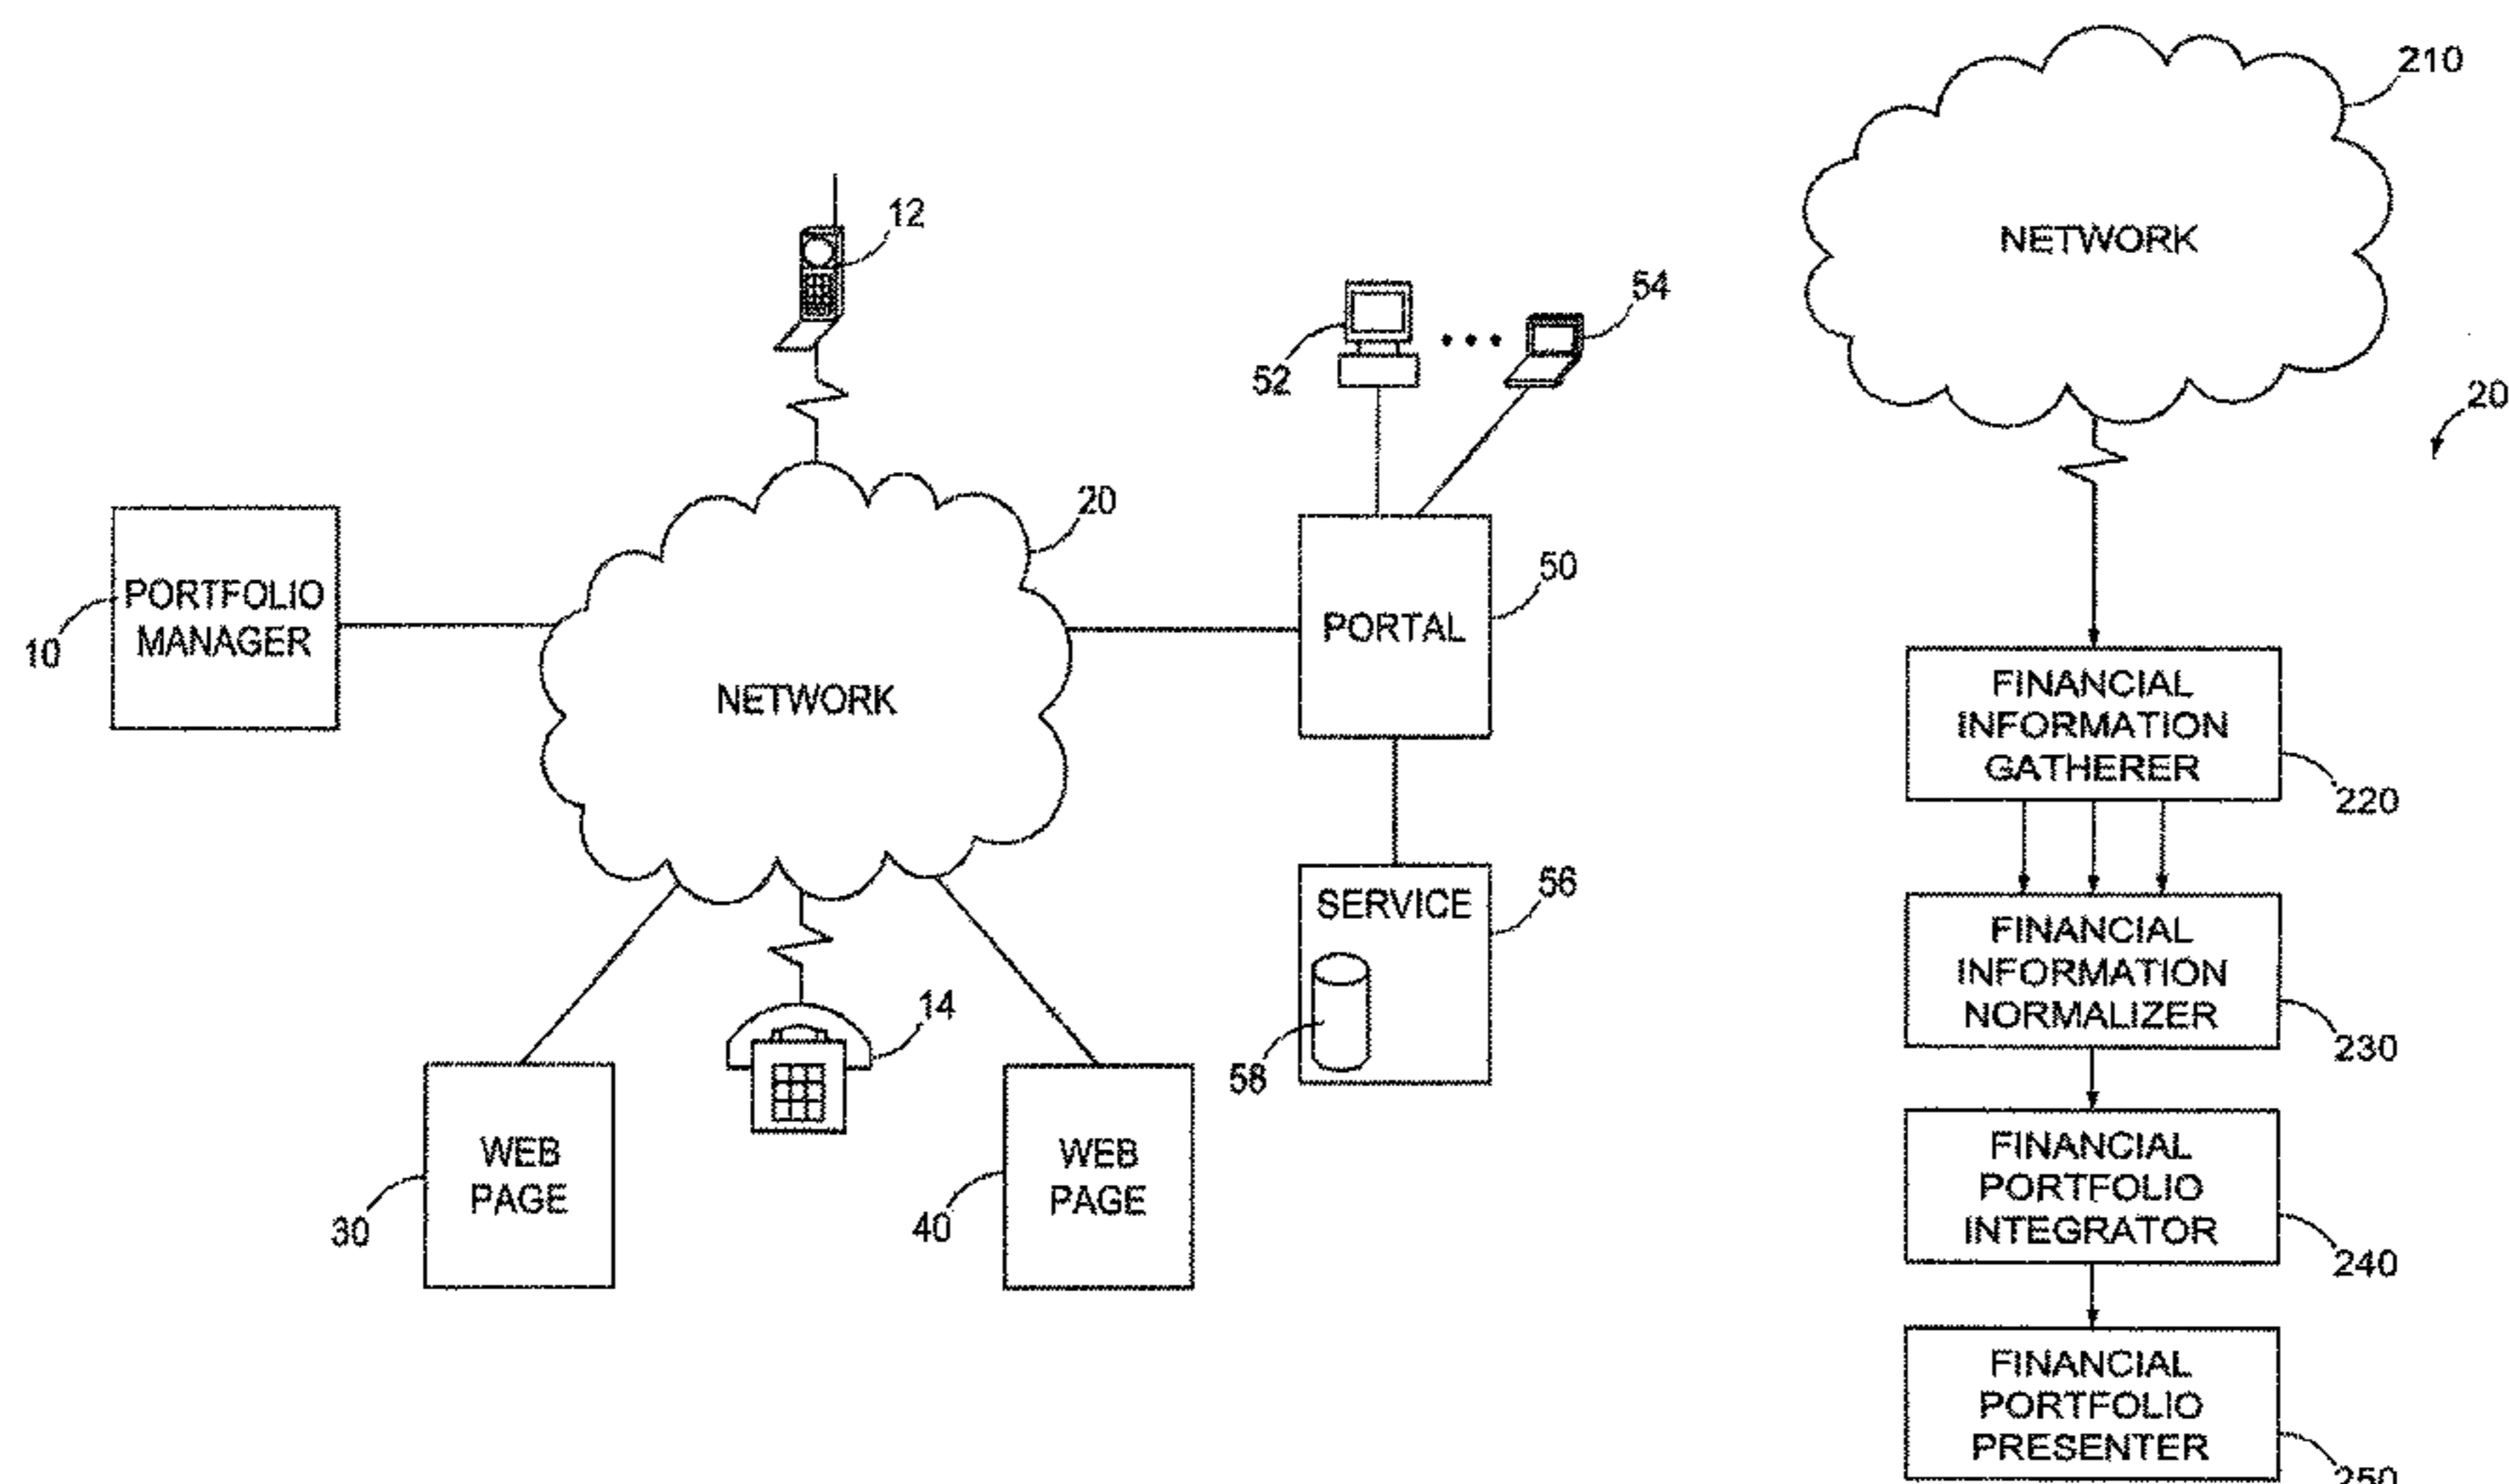 12
20
PORTFOLIO
MANAGER
10
NETWORK
52
54
PORTAL
50
SERVICE
56
58
14
WEB
PAGE
30
WEB
PAGE
40
210
NETWORK
20
FINANCIAL
INFORMATION
GATHERER
220
FINANCIAL
INFORMATION
NORMALIZER
230
FINANCIAL
PORTFOLIO
INTEGRATOR
240
FINANCIAL
PORTFOLIO
PRESENTER
250